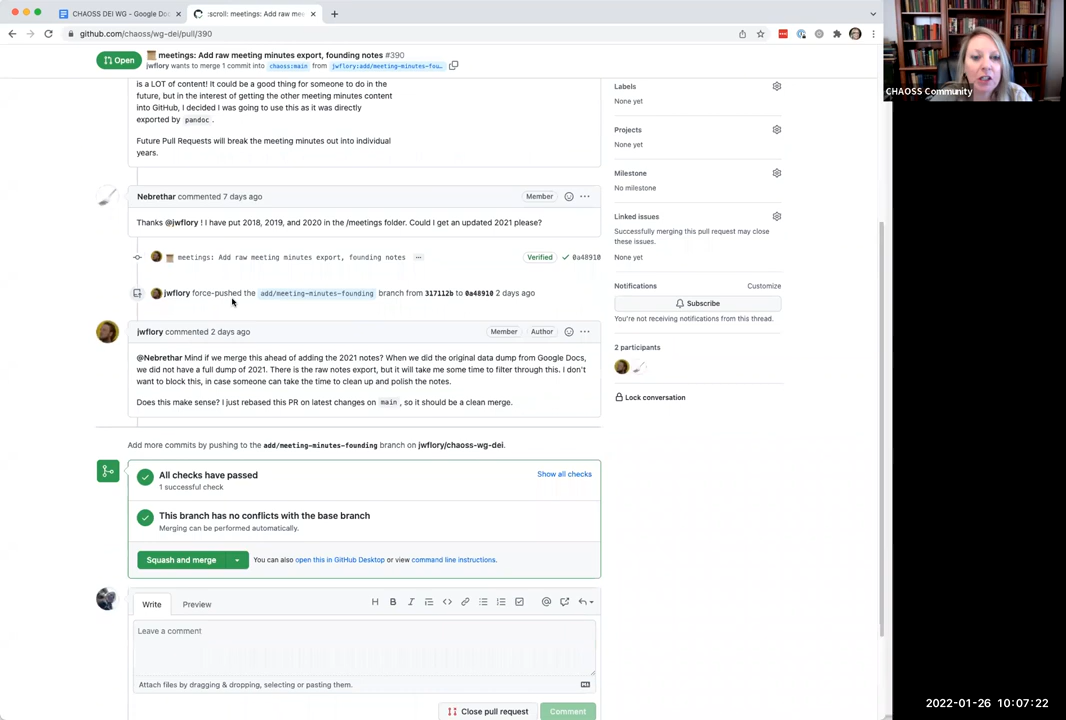 CHAOSS DEI WG - Google Doc
:scroll: meetings: Add raw mee
github.com/chaoss/wg-dei/pull/390
Open
meetings: Add raw meeting minutes export, founding notes #390
jwflory wants to merge 1 commit into chaoss:main from jwflory:add/meeting-minutes-fou…
is a LOT of content! It could be a good thing for someone to do in the
future, but in the interest of getting the other meeting minutes content
into GitHub, I decided I was going to use this as it was directly
exported by pandoc .
Future Pull Requests will break the meeting minutes out into individual
years.
Nebrethar commented 7 days ago
Member
Thanks @jwflory ! I have put 2018, 2019, and 2020 in the /meetings folder. Could I get an updated 2021 please?
meetings: Add raw meeting minutes export, founding notes ...
Verified
0a48910
jwflory force-pushed the add/meeting-minutes-founding branch from 317112b to 0a48910 2 days ago
jwflory commented 2 days ago
Member
Author
@Nebrethar Mind if we merge this ahead of adding the 2021 notes? When we did the original data dump from Google Docs,
we did not have a full dump of 2021. There is the raw notes export, but it will take me some time to filter through this. I don't
want to block this, in case someone can take the time to clean up and polish the notes.
Does this make sense? I just rebased this PR on latest changes on main , so it should be a clean merge.
Add more commits by pushing to the add/meeting-minutes-founding branch on jwflory/chaoss-wg-dei.
All checks have passed
1 successful check
Show all checks
This branch has no conflicts with the base branch
Merging can be performed automatically.
Squash and merge
You can also open this in GitHub Desktop or view command line instructions.
Write
Preview
Leave a comment
Attach files by dragging & dropping, selecting or pasting them.
Close pull request
Comment
Labels
None yet
Projects
None yet
Milestone
No milestone
Linked issues
Successfully merging this pull request may close
these issues.
None yet
Notifications
Customize
Subscribe
You're not receiving notifications from this thread.
2 participants
Lock conversation
CHAOSS Community
2022-01-26 10:07:22